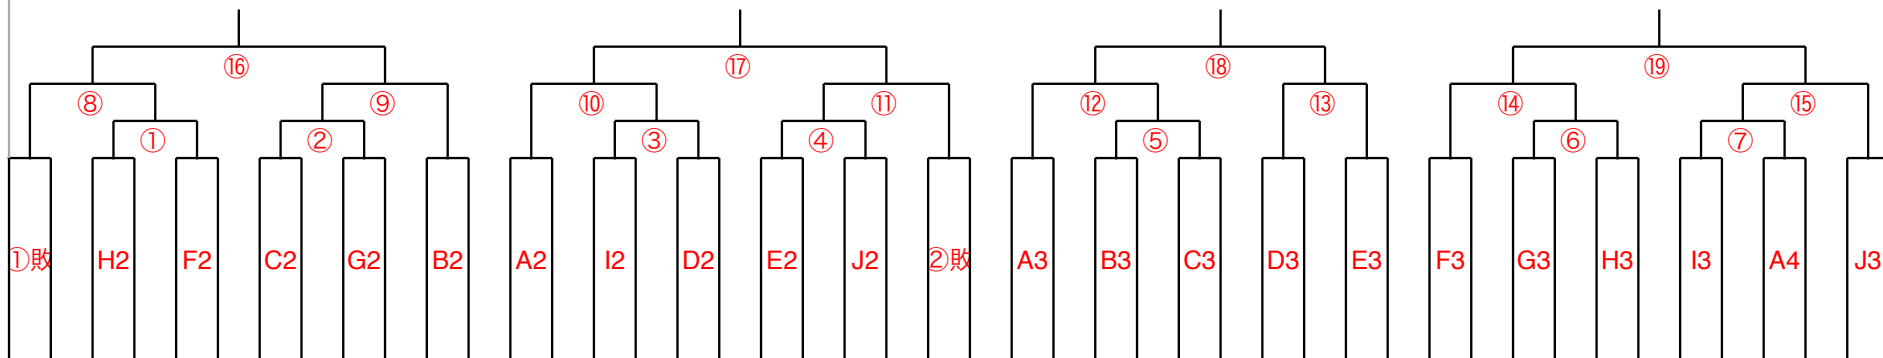 ⑯ ⑰ ⑱ ⑲
⑧ ⑨ ⑩ ⑪ ⑫ ⑬ ⑭ ⑮
① ② ③ ④ ⑤ ⑥ ⑦
①敗 H2 F2 C2 G2 B2 A2 I2 D2 E2 J2 ②敗 A3 B3 C3 D3 E3 F3 G3 H3 I3 A4 J3